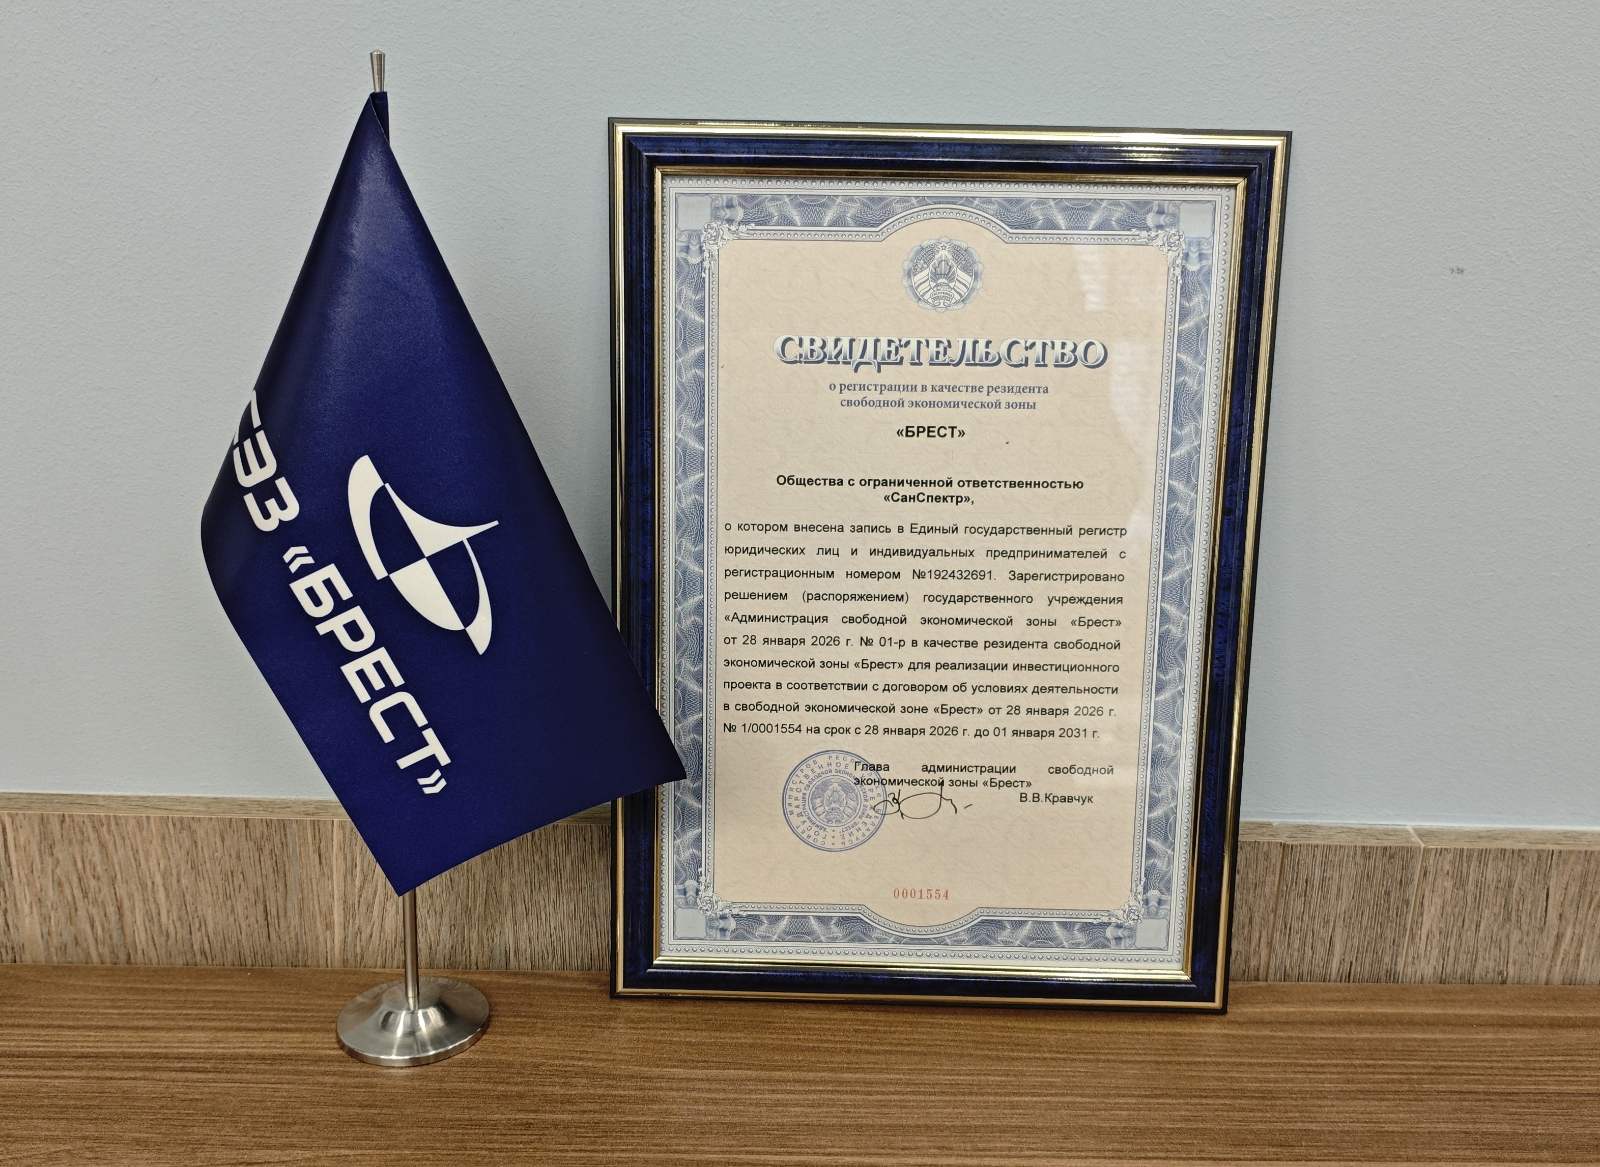 СЭЗ «БРЕСТ»
СВИДЕТЕЛЬСТВО
о регистрации в качестве резидента
свободной экономической зоны
«БРЕСТ»
Общества с ограниченной ответственностью
«СанСпектр»,
о котором внесена запись в Единый государственный регистр
юридических лиц и индивидуальных предпринимателей с
регистрационным номером №192432691. Зарегистрировано
решением (распоряжением) государственного учреждения
«Администрация свободной экономической зоны «Брест»
от 28 января 2026 г. № 01-р в качестве резидента свободной
экономической зоны «Брест» для реализации инвестиционного
проекта в соответствии с договором об условиях деятельности
в свободной экономической зоне «Брест» от 28 января 2026 г.
№ 1/0001554 на срок с 28 января 2026 г. до 01 января 2031 г.
Глава администрации свободной
экономической зоны «Брест»
В.В.Кравчук
0001554